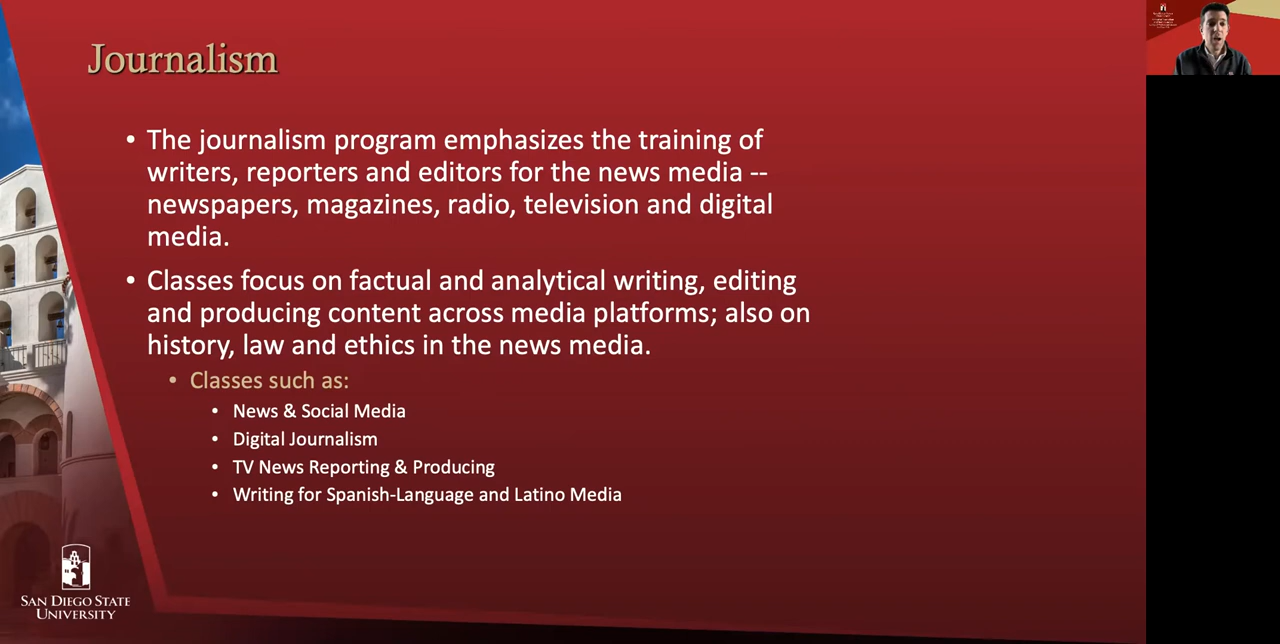 Journalism
• The journalism program emphasizes the training of
writers, reporters and editors for the news media --
newspapers, magazines, radio, television and digital
media.
• Classes focus on factual and analytical writing, editing
and producing content across media platforms; also on
history, law and ethics in the news media.
• Classes such as:
• News & Social Media
• Digital Journalism
• TV News Reporting & Producing
• Writing for Spanish-Language and Latino Media
SAN DIEGO STATE
UNIVERSITY